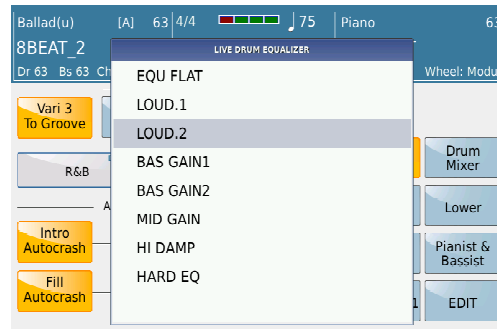 Ballad(u) [A] 63 4/4 75 Piano
8BEAT_2
Dr 63 Bs 63 Wheel: Modu
LIVE DRUM EQUALIZER
EQU FLAT
LOUD.1
LOUD.2
BAS GAIN1
BAS GAIN2
MID GAIN
HI DAMP
HARD EQ
Vari 3
To Groove
R&B
Intro
Autocrash
Fill
Autocrash
Drum
Mixer
Lower
Pianist &
Bassist
EDIT